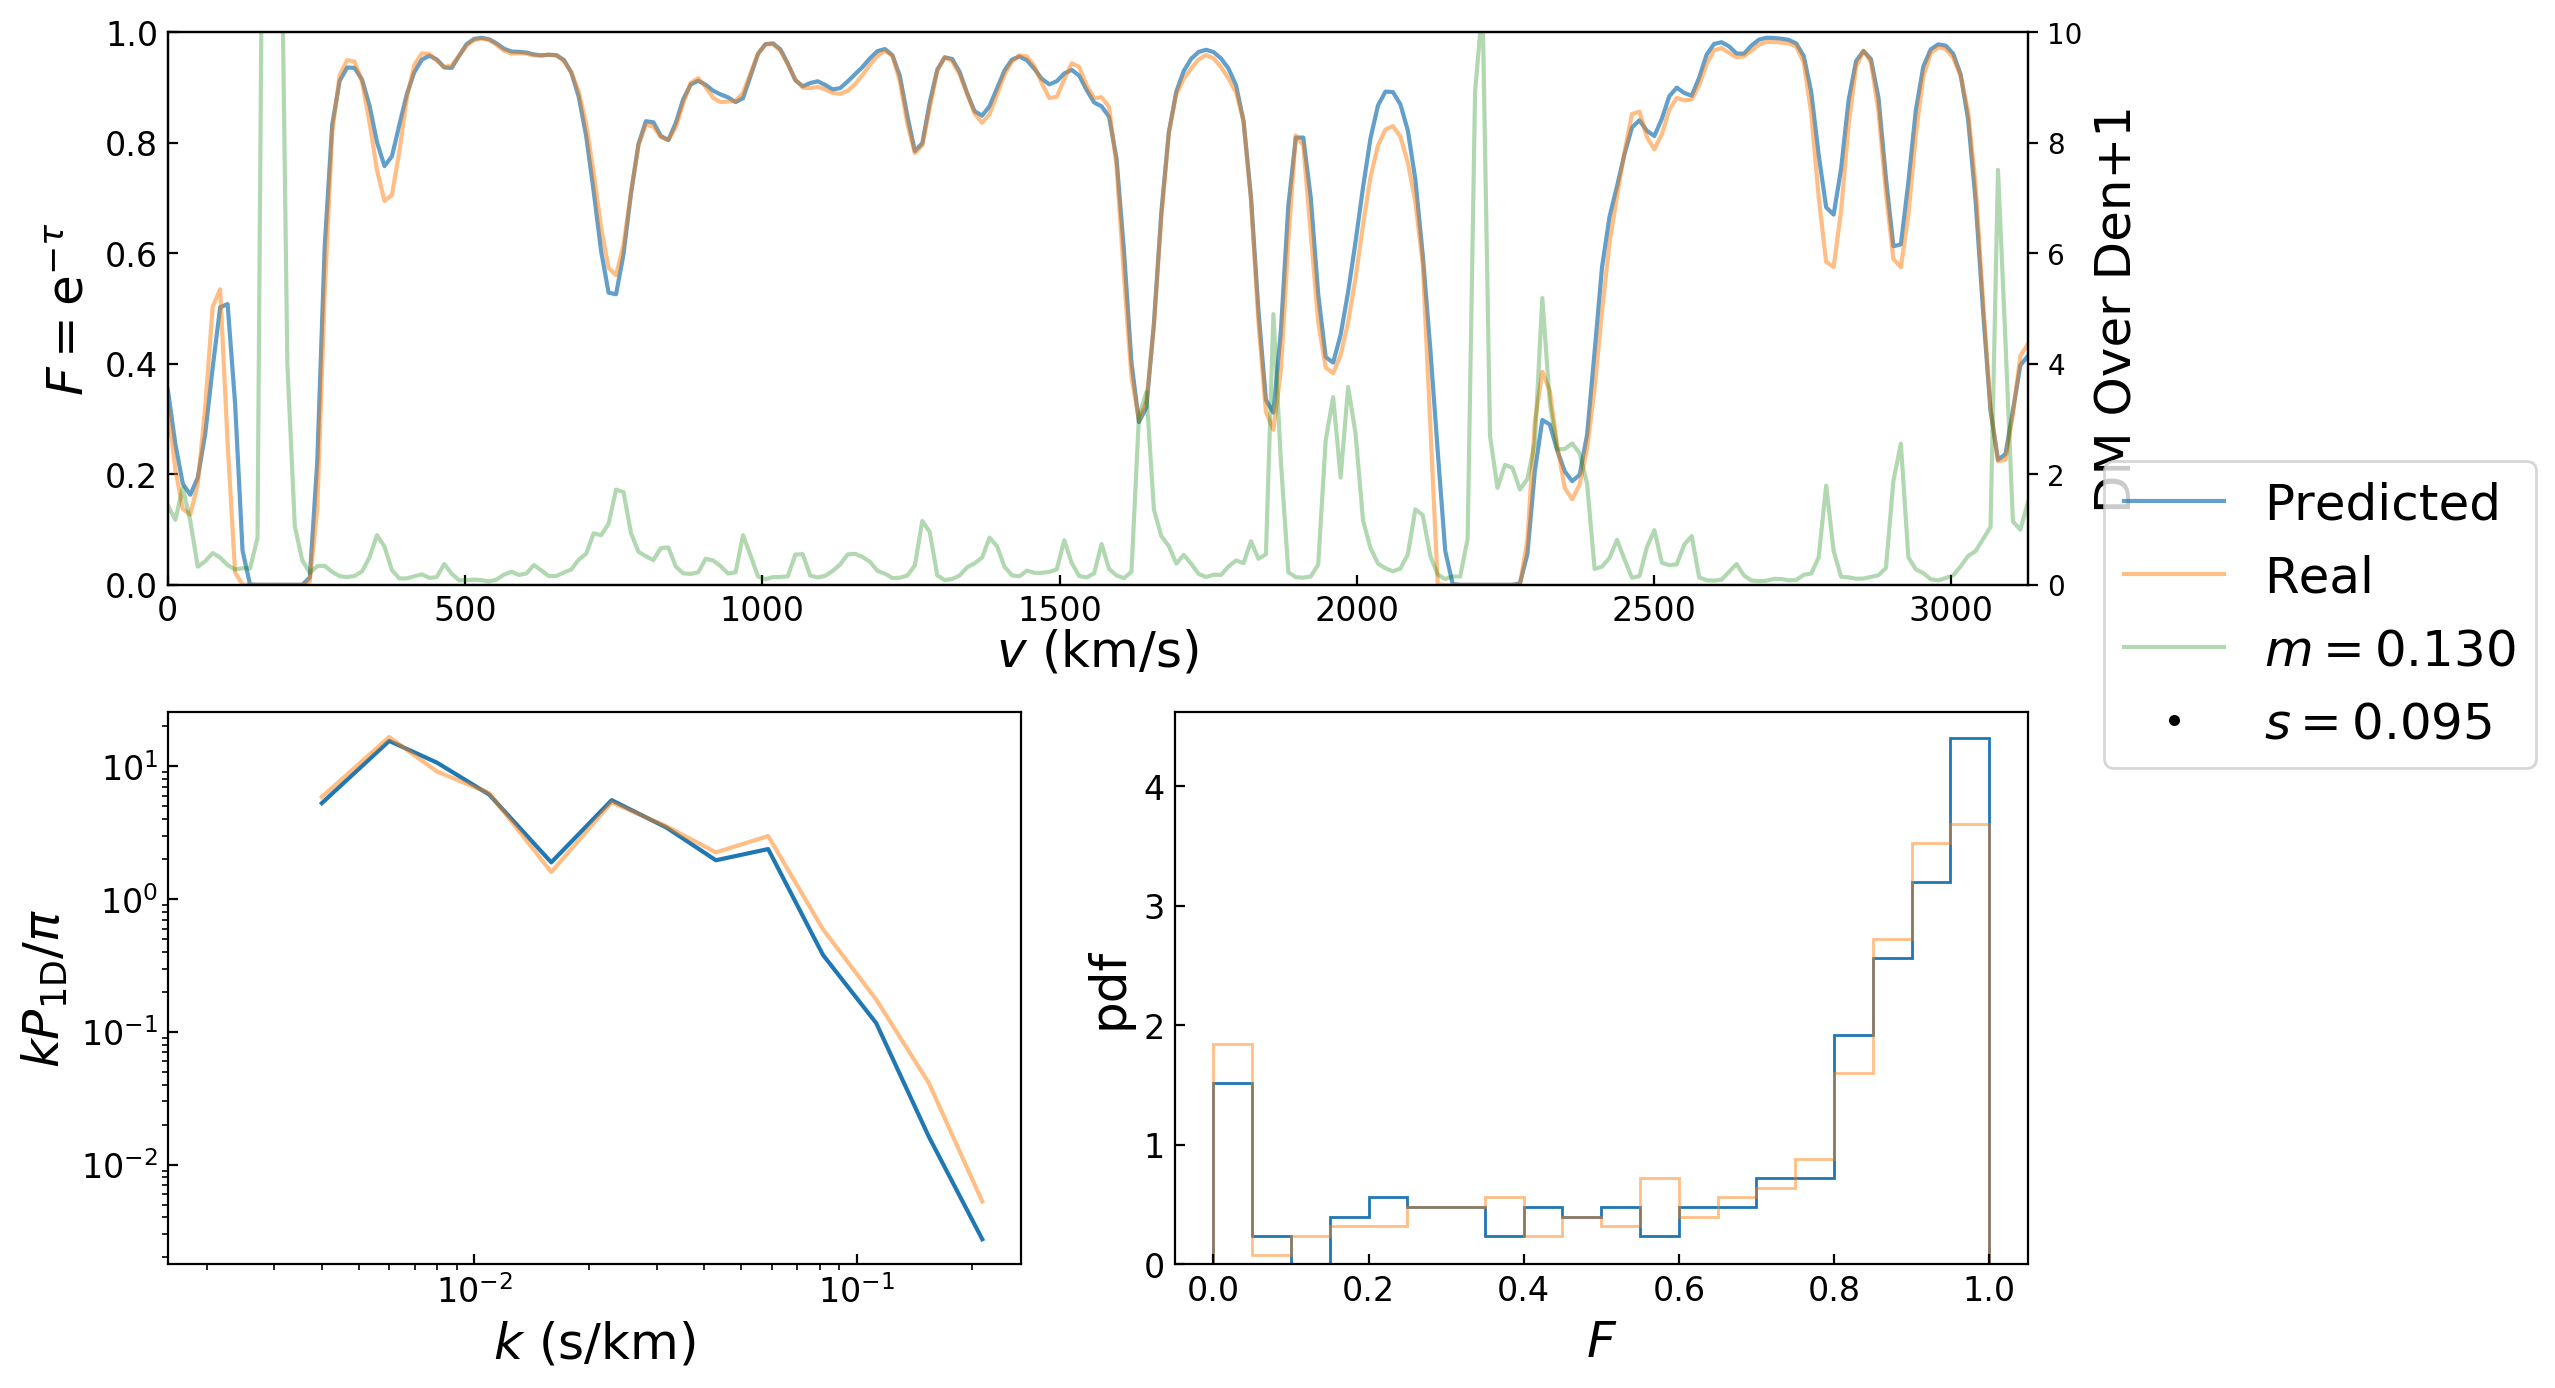 1.0
0.8
0.6
0.4
0.2
0.0
F = e^{−τ}
10
8
6
4
2
0
DM Over Den+1
0 500 1000 1500 2000 2500 3000
v (km/s)
Predicted
Real
m = 0.130
s = 0.095
10^1
10^0
10^{−1}
10^{−2}
kP_{1D}/π
10^{−2} 10^{−1}
k (s/km)
4
3
2
1
0
pdf
0.0 0.2 0.4 0.6 0.8 1.0
F